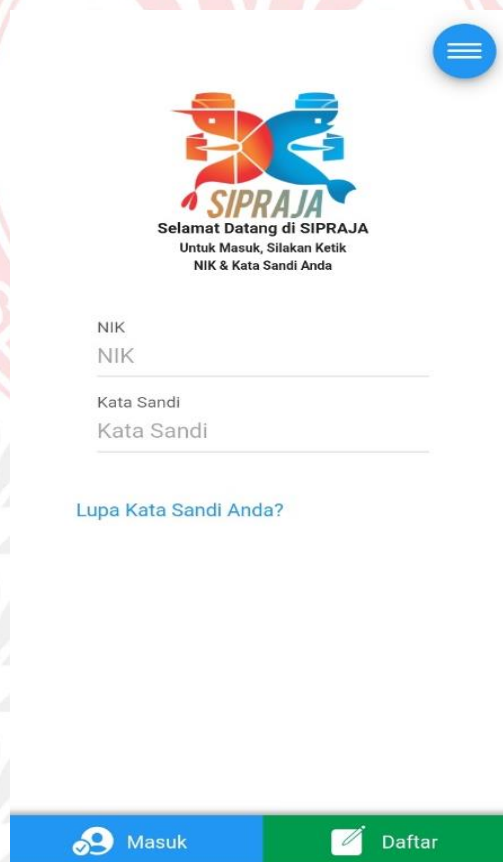 SIPRAJA
Selamat Datang di SIPRAJA
Untuk Masuk, Silakan Ketik
NIK & Kata Sandi Anda
NIK
NIK
Kata Sandi
Kata Sandi
Lupa Kata Sandi Anda?
Masuk Daftar